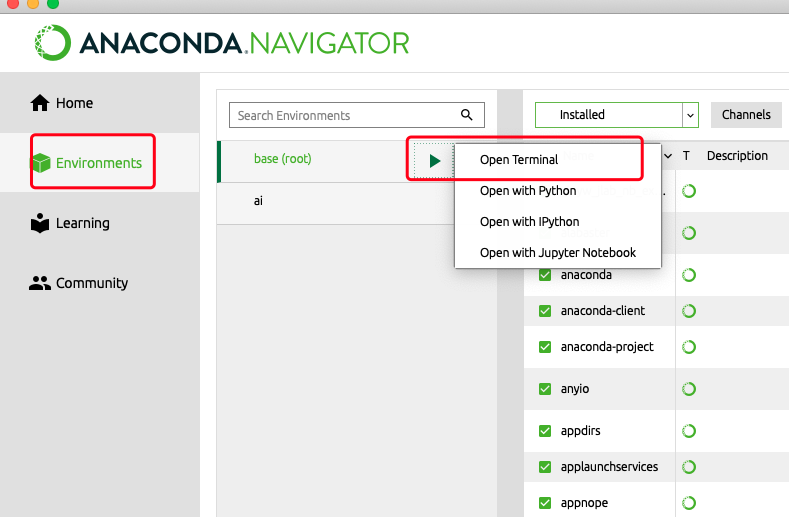 ANACONDA.NAVIGATOR
Home
Environments
Learning
Community
Search Environments
base (root)
ai
Open Terminal
Open with Python
Open with IPython
Open with Jupyter Notebook
Installed
Channels
T Description
anaconda
anaconda-client
anaconda-project
anyio
appdirs
applaunchservices
appnope